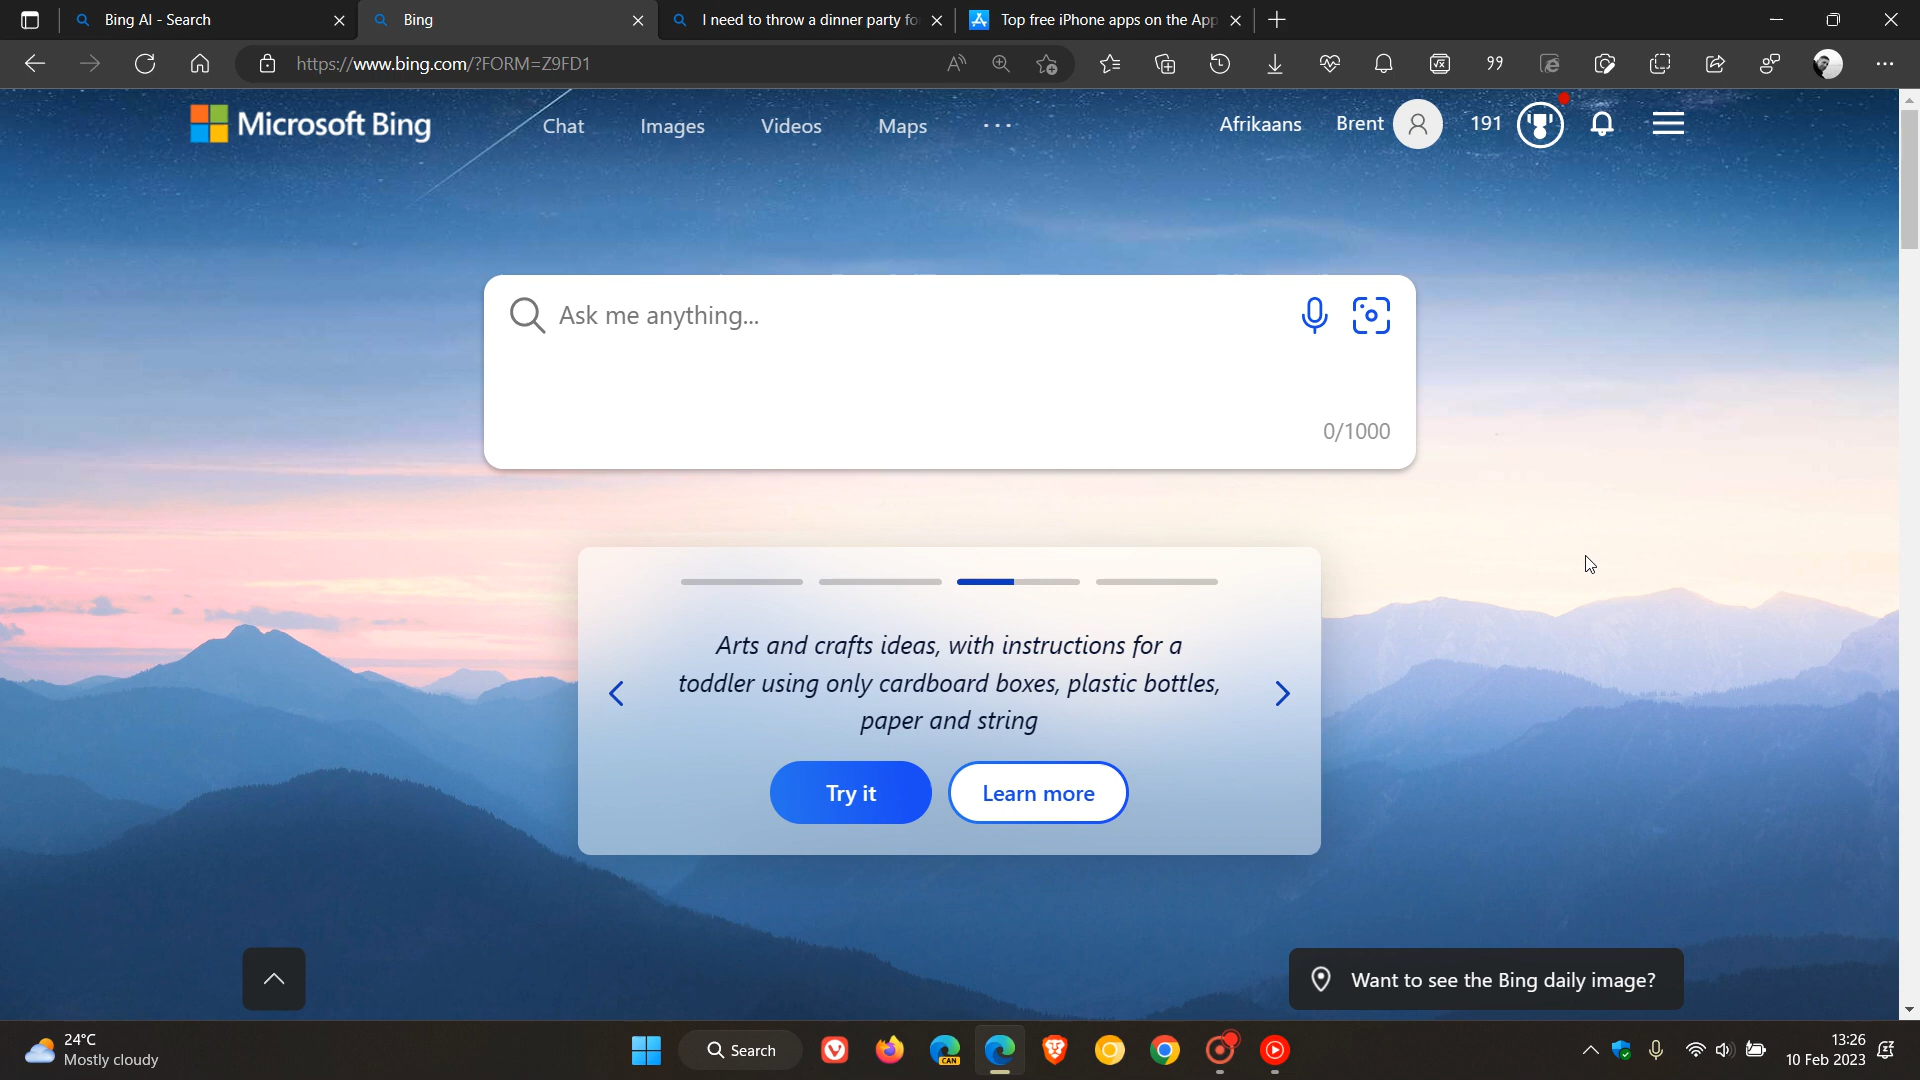 Bing AI - Search
Bing
I need to throw a dinner party fo
Top free iPhone apps on the App
https://www.bing.com/?FORM=Z9FD1
Microsoft Bing
Chat
Images
Videos
Maps
Afrikaans
Brent
191
Ask me anything...
0/1000
Arts and crafts ideas, with instructions for a
toddler using only cardboard boxes, plastic bottles,
paper and string
Try it
Learn more
Want to see the Bing daily image?
24°C
Mostly cloudy
Search
CAN
13:26
10 Feb 2023